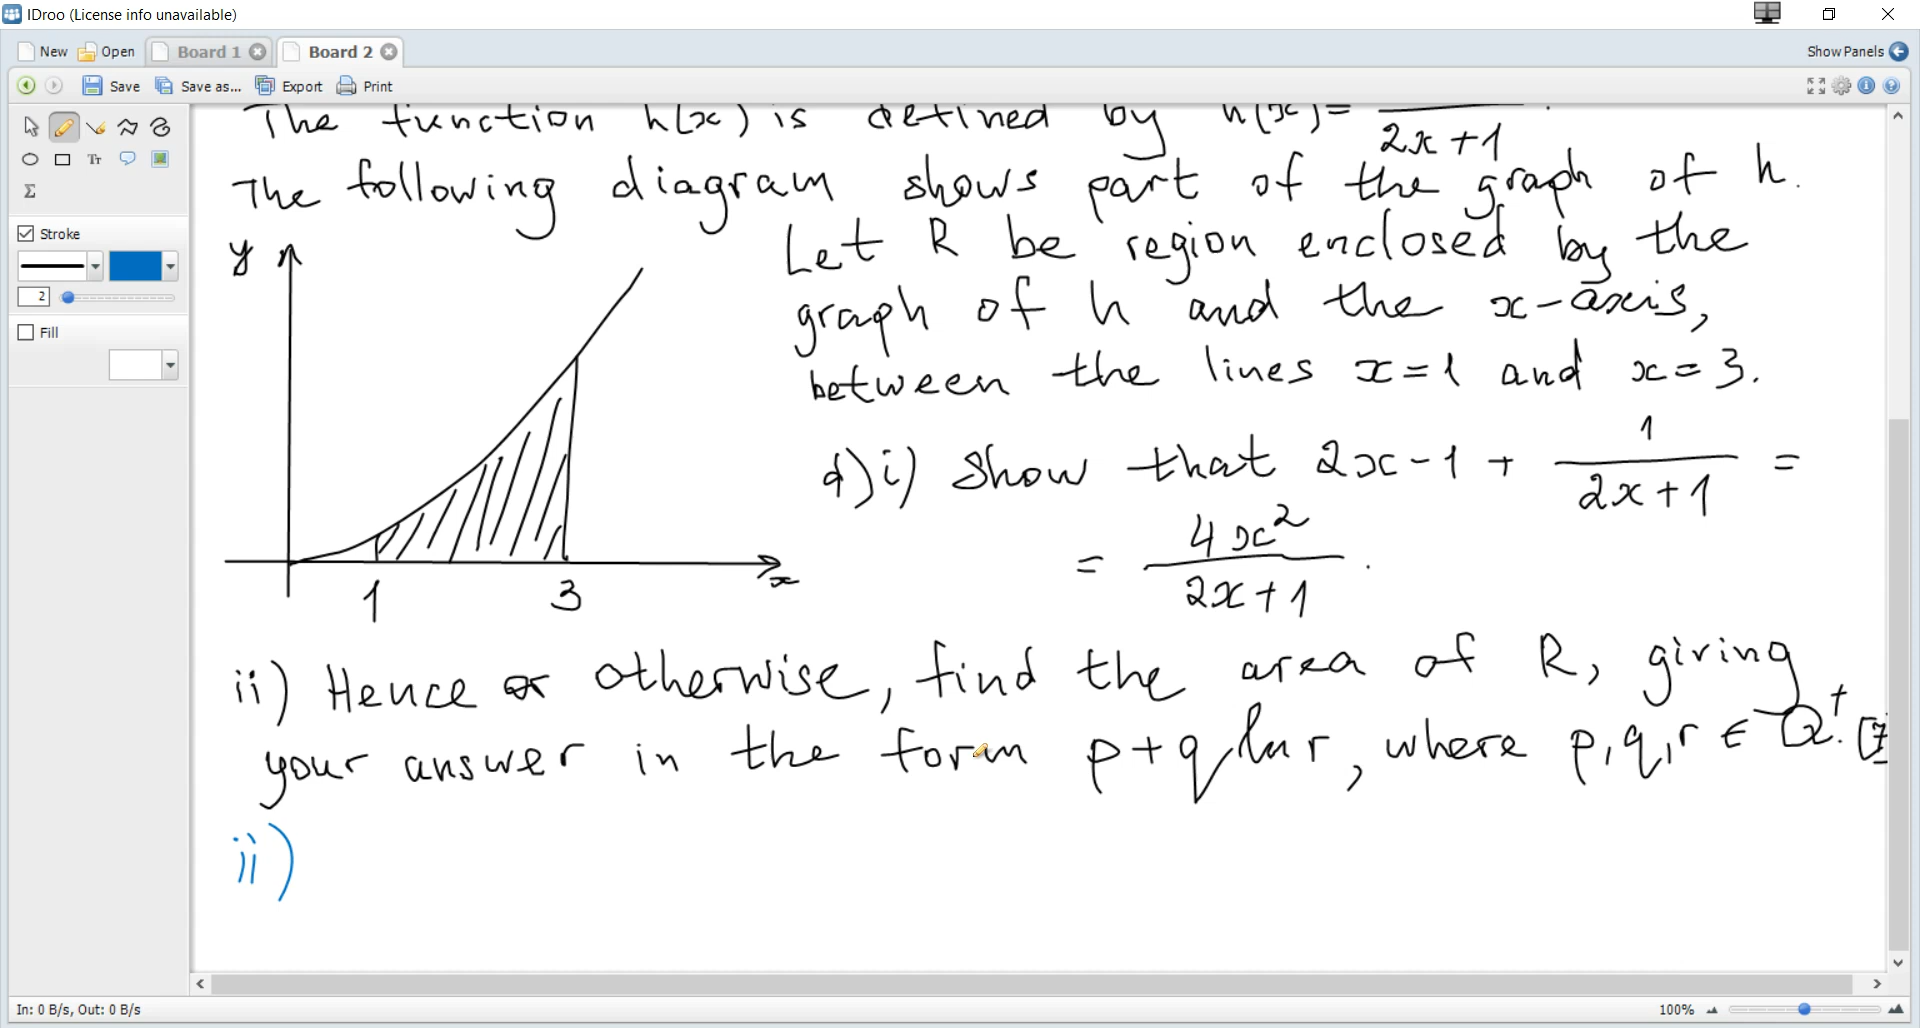 IDroo (License info unavailable)
New Open Board 1 Board 2 Show Panels
Save Save as... Export Print
The function h(x) is defined by h(x)= /2x+1 .
The following diagram shows part of the graph of h.
Let R be region enclosed by the
graph of h and the x-axis,
between the lines x=1 and x=3.
y
x
1 3
d)i) Show that 2x-1 + 1/2x+1 =
= 4x²/2x+1 .
ii) Hence or otherwise, find the area of R, giving
your answer in the form p+q ln r, where p,q,r ∈ Q⁺. [7
ii)
Tr
Σ
Stroke
2
Fill
In: 0 B/s, Out: 0 B/s
100%